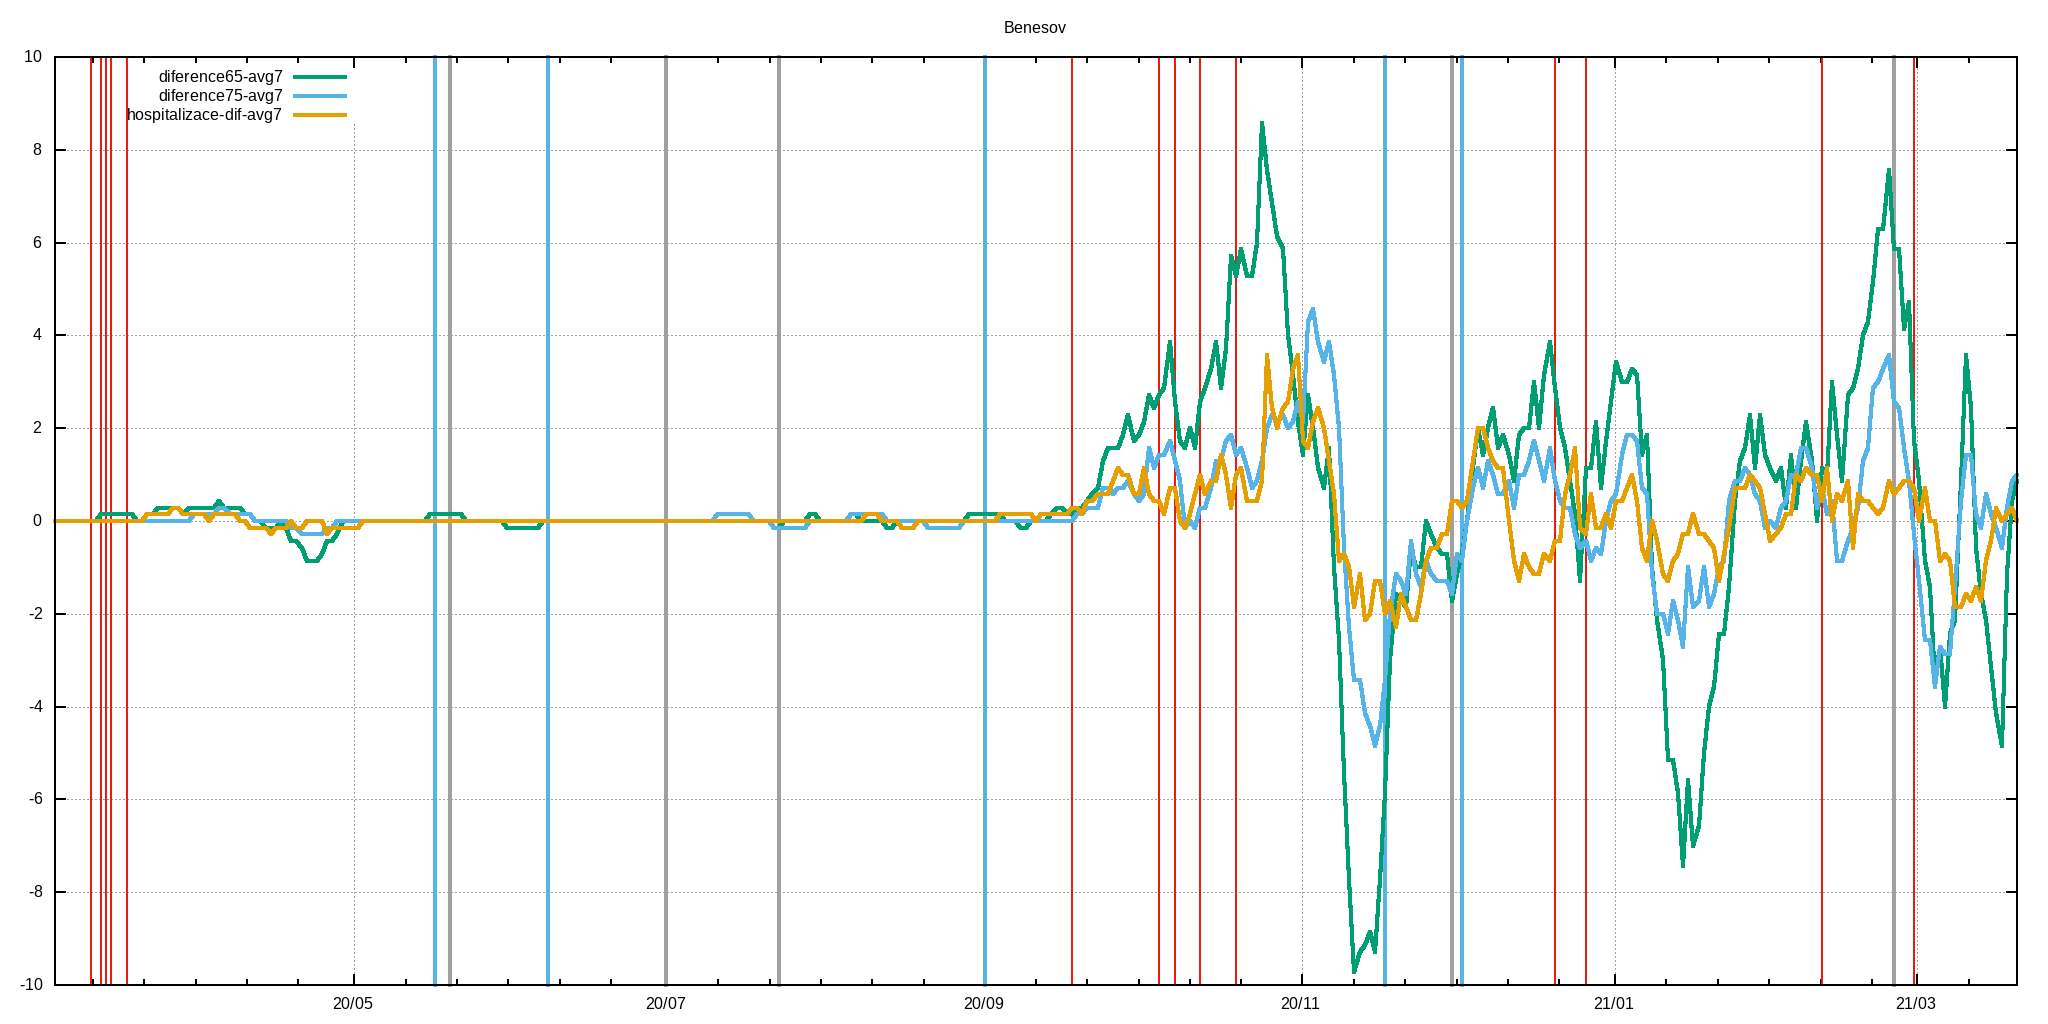 Benesov
10
diference65-avg7
diference75-avg7
hospitalizace-dif-avg7
8
6
4
2
0
-2
-4
-6
-8
-10
20/05 20/07 20/09 20/11 21/01 21/03